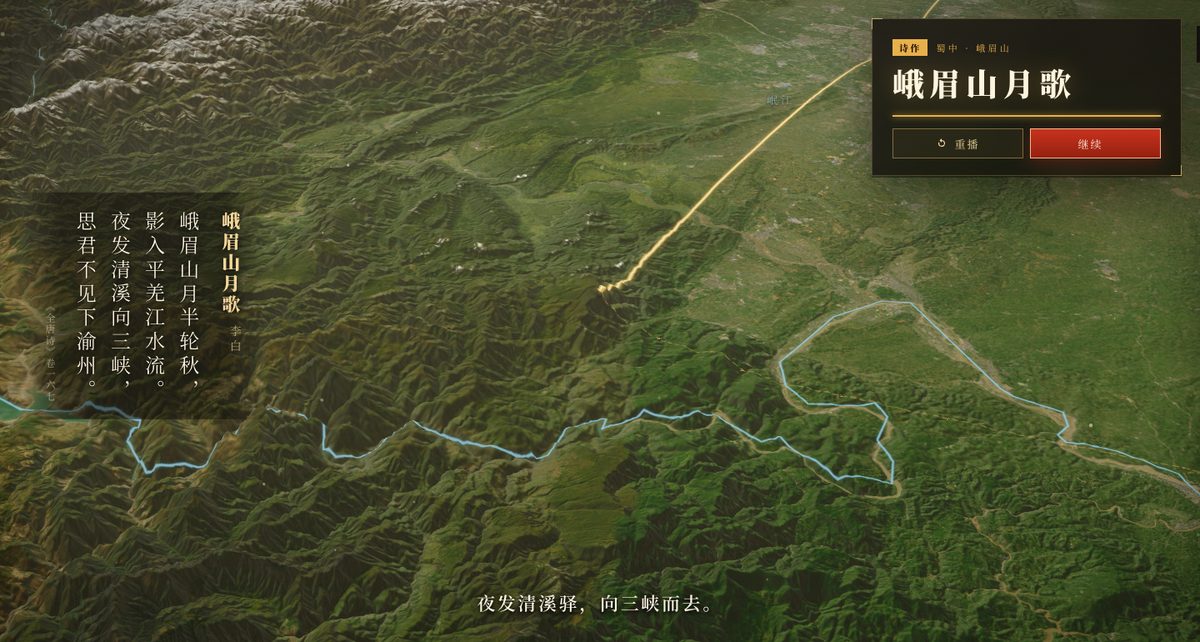 诗作
蜀中 · 峨眉山
峨眉山月歌
重播
继续
岷江
峨眉山月歌
李白
峨眉山月半轮秋，
影入平羌江水流。
夜发清溪向三峡，
思君不见下渝州。
《全唐诗》卷一六七
夜发清溪驿，向三峡而去。